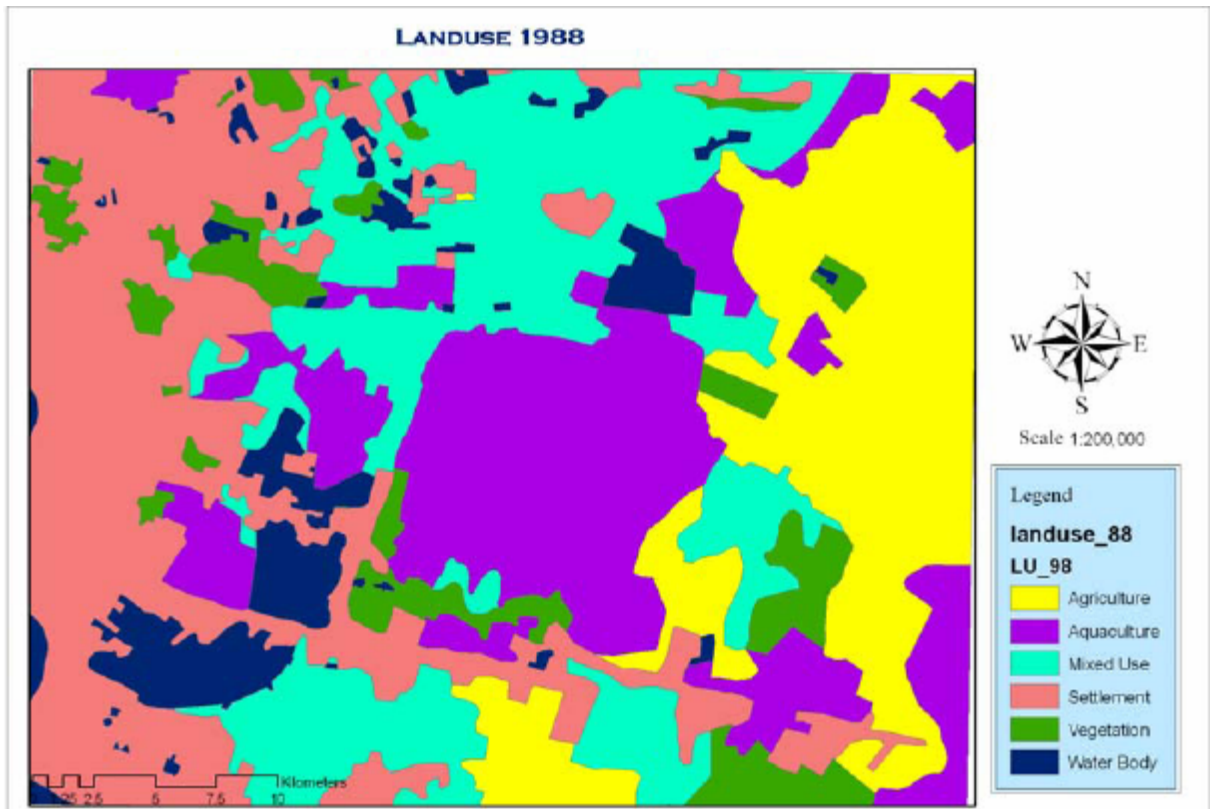 LANDUSE 1988
N
W E
S
Scale 1:200,000
Legend
landuse_88
LU_98
Agriculture
Aquaculture
Mixed Use
Settlement
Vegetation
Water Body
Kilometers
2.5 5 7.5 10